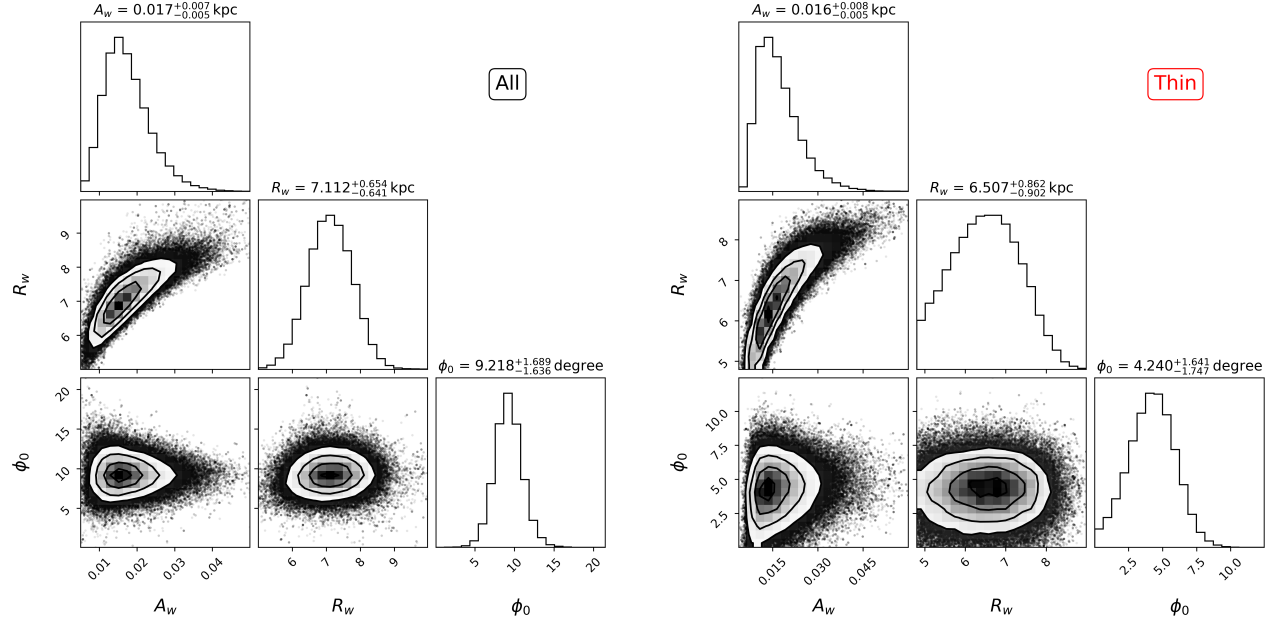 A_w = 0.017^{+0.007}_{-0.005} kpc
All
R_w = 7.112^{+0.654}_{-0.641} kpc
ϕ_0 = 9.218^{+1.689}_{-1.636} degree
R_w
9
8
7
6
ϕ_0
20
15
10
5
0.01 0.02 0.03 0.04
6 7 8 9
5 10 15 20
A_w R_w ϕ_0
A_w = 0.016^{+0.008}_{-0.005} kpc
Thin
R_w = 6.507^{+0.862}_{-0.902} kpc
ϕ_0 = 4.240^{+1.641}_{-1.747} degree
R_w
8
7
6
5
ϕ_0
10.0
7.5
5.0
2.5
0.015 0.030 0.045
5 6 7 8
2.5 5.0 7.5 10.0
A_w R_w ϕ_0